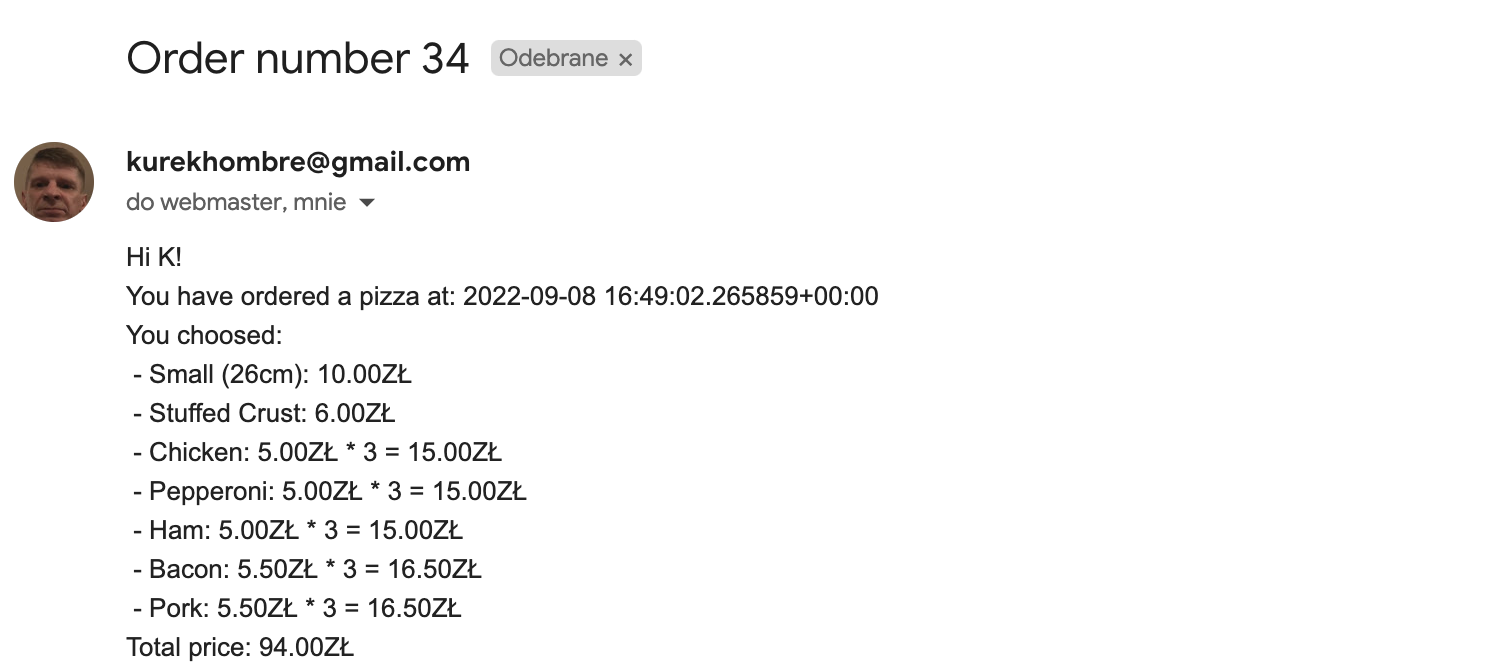 Order number 34 Odebrane ×
kurekhombre@gmail.com
do webmaster, mnie
Hi K!
You have ordered a pizza at: 2022-09-08 16:49:02.265859+00:00
You choosed:
- Small (26cm): 10.00ZŁ
- Stuffed Crust: 6.00ZŁ
- Chicken: 5.00ZŁ * 3 = 15.00ZŁ
- Pepperoni: 5.00ZŁ * 3 = 15.00ZŁ
- Ham: 5.00ZŁ * 3 = 15.00ZŁ
- Bacon: 5.50ZŁ * 3 = 16.50ZŁ
- Pork: 5.50ZŁ * 3 = 16.50ZŁ
Total price: 94.00ZŁ